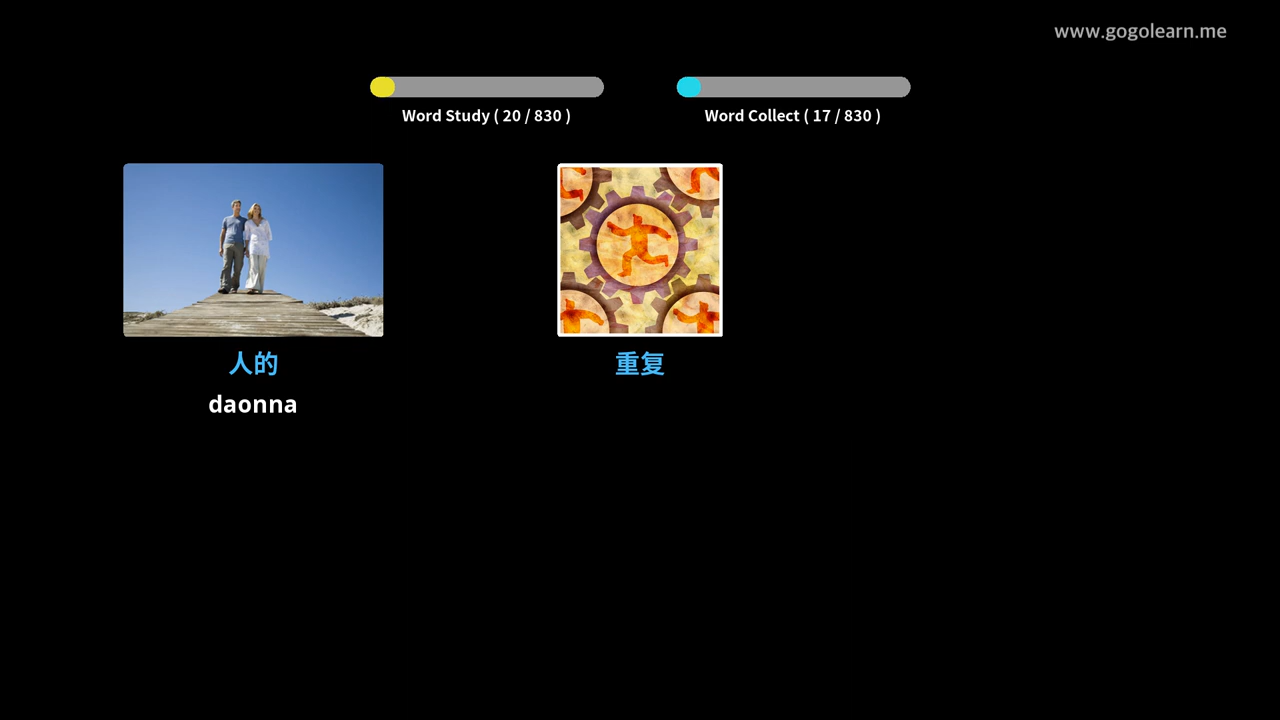 www.gogolearn.me
Word Study ( 20 / 830 )
Word Collect ( 17 / 830 )
人的
重复
daonna